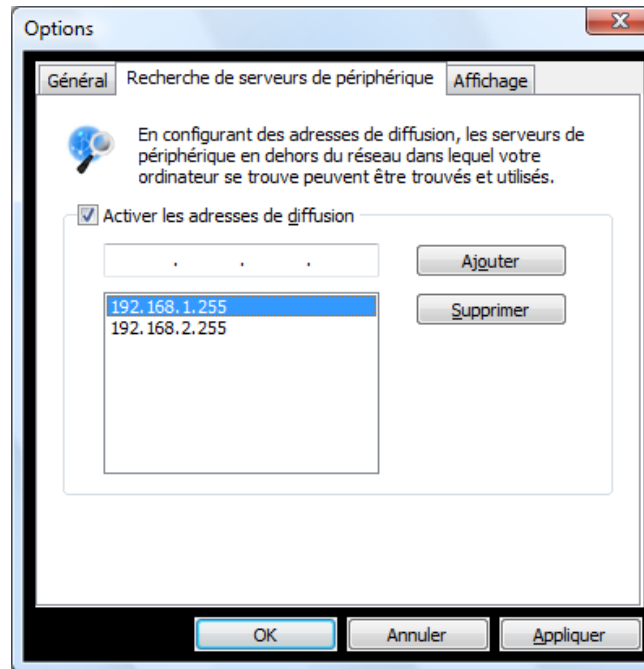 Options
Général
Recherche de serveurs de périphérique
Affichage
En configurant des adresses de diffusion, les serveurs de
périphérique en dehors du réseau dans lequel votre
ordinateur se trouve peuvent être trouvés et utilisés.
Activer les adresses de diffusion
. . .
Ajouter
192.168.1.255
192.168.2.255
Supprimer
OK
Annuler
Appliquer